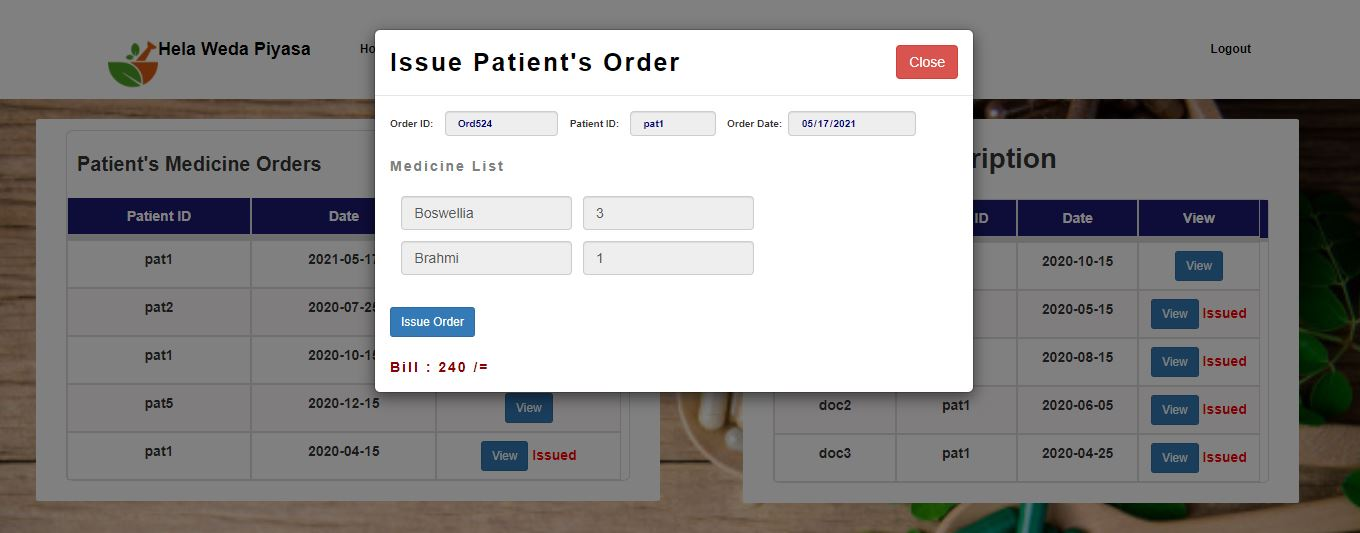 Hela Weda Piyasa
Logout
Issue Patient's Order
Close
Order ID: Ord524 Patient ID: pat1 Order Date: 05/17/2021
Medicine List
Boswellia 3
Brahmi 1
Issue Order
Bill : 240 /=
Patient's Medicine Orders
Patient ID Date
pat1 2021-05-17
pat2 2020-07-25
pat1 2020-10-15
pat5 2020-12-15 View
pat1 2020-04-15 View Issued
ription
ID Date View
2020-10-15 View
2020-05-15 View Issued
2020-08-15 View Issued
doc2 pat1 2020-06-05 View Issued
doc3 pat1 2020-04-25 View Issued